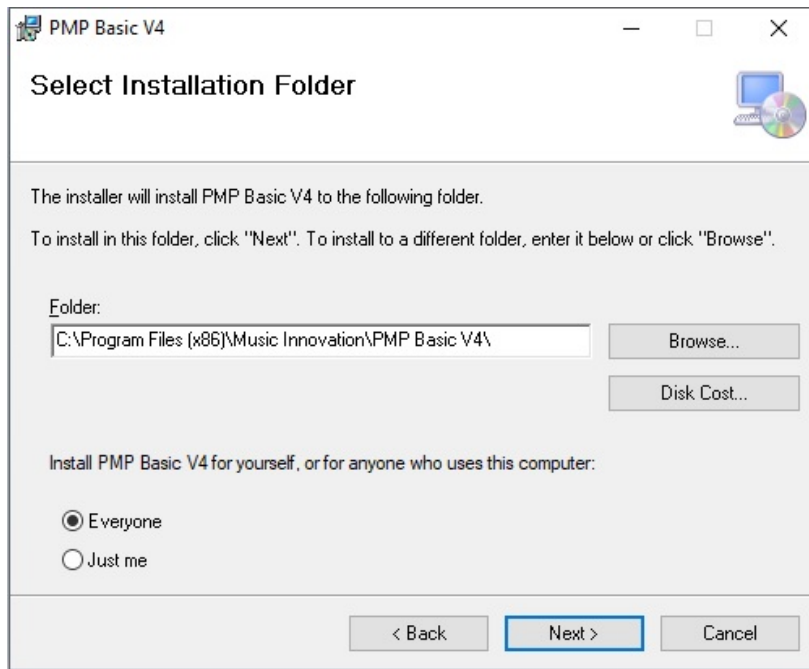 PMP Basic V4
Select Installation Folder
The installer will install PMP Basic V4 to the following folder.
To install in this folder, click "Next". To install to a different folder, enter it below or click "Browse".
Folder:
C:\Program Files (x86)\Music Innovation\PMP Basic V4\
Browse...
Disk Cost...
Install PMP Basic V4 for yourself, or for anyone who uses this computer:
Everyone
Just me
< Back Next > Cancel